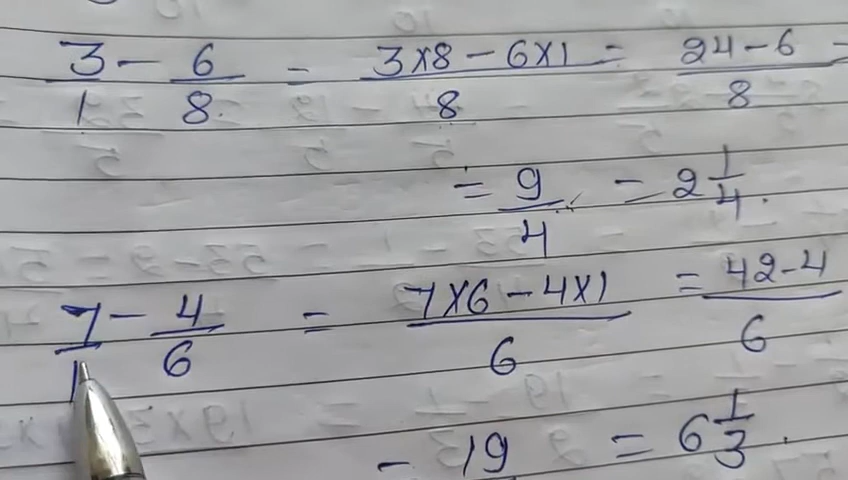 3/1 - 6/8 = 3×8 - 6×1/8 = 24-6/8 =
= 9/4 = 2 1/4.
7/1 - 4/6 = 7×6 - 4×1/6 = 42-4/6
- 19 = 6 1/3.